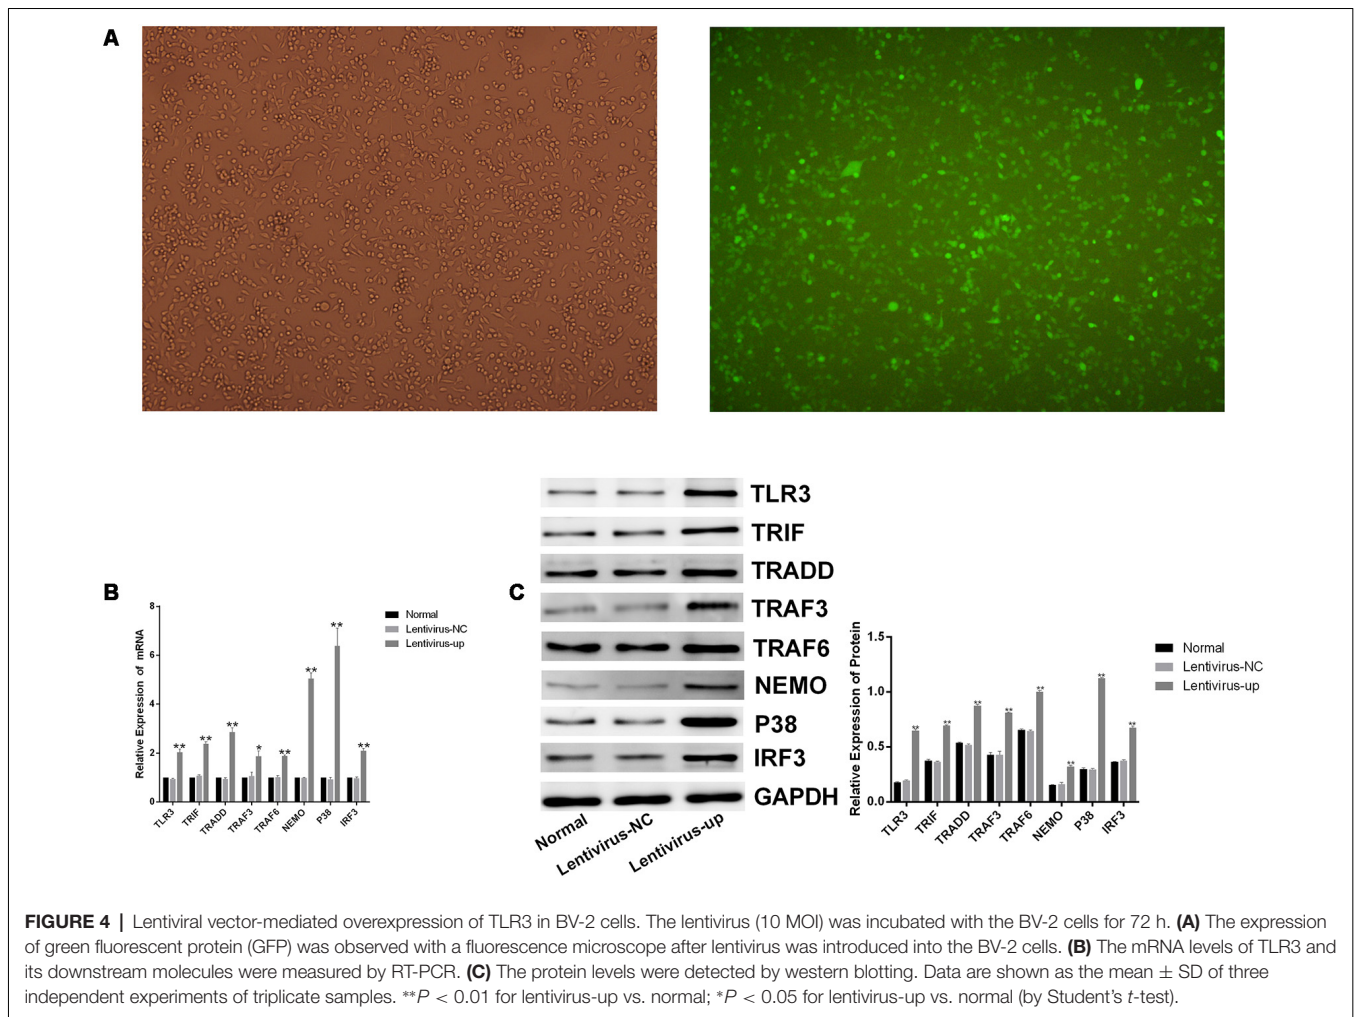 A
B
8
6
4
2
0
Relative Expression of mRNA
Normal
Lentivirus-NC
Lentivirus-up
**
**
**
*
**
**
**
**
TLR3
TRIF
TRADD
TRAF3
TRAF6
NEMO
P38
IRF3
C
TLR3
TRIF
TRADD
TRAF3
TRAF6
NEMO
P38
IRF3
GAPDH
Normal
Lentivirus-NC
Lentivirus-up
1.5
1.0
0.5
0.0
Relative Expression of Protein
Normal
Lentivirus-NC
Lentivirus-up
**
**
**
**
**
**
**
**
TLR3
TRIF
TRADD
TRAF3
TRAF6
NEMO
P38
IRF3
FIGURE 4 | Lentiviral vector-mediated overexpression of TLR3 in BV-2 cells. The lentivirus (10 MOI) was incubated with the BV-2 cells for 72 h. (A) The expression
of green fluorescent protein (GFP) was observed with a fluorescence microscope after lentivirus was introduced into the BV-2 cells. (B) The mRNA levels of TLR3 and
its downstream molecules were measured by RT-PCR. (C) The protein levels were detected by western blotting. Data are shown as the mean ± SD of three
independent experiments of triplicate samples. **P < 0.01 for lentivirus-up vs. normal; *P < 0.05 for lentivirus-up vs. normal (by Student's t-test).